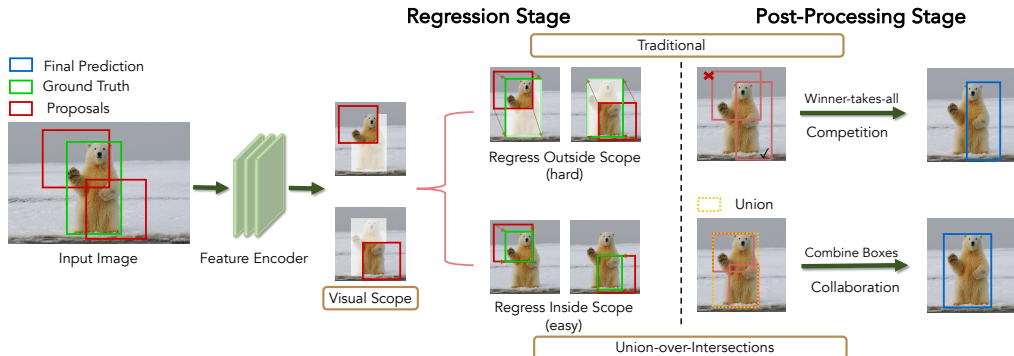 Regression Stage
Post-Processing Stage
Traditional
Final Prediction
Ground Truth
Proposals
Input Image
Feature Encoder
Visual Scope
Regress Outside Scope
(hard)
Winner-takes-all
Competition
Regress Inside Scope
(easy)
Union
Combine Boxes
Collaboration
Union-over-Intersections